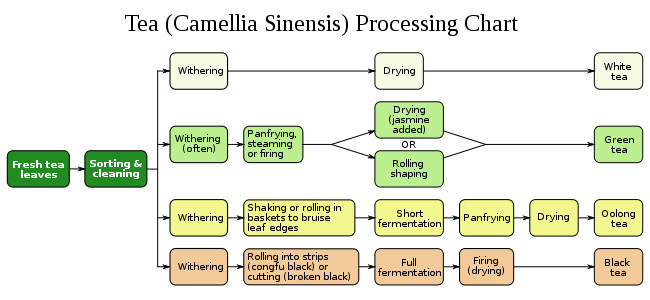 Tea (Camellia Sinensis) Processing Chart
Fresh tea
leaves
Sorting &
cleaning
Withering
Drying
White
tea
Withering
(often)
Panfrying,
steaming
or firing
Drying
(jasmine
added)
OR
Rolling
shaping
Green
tea
Withering
Shaking or rolling in
baskets to bruise
leaf edges
Short
fermentation
Panfrying
Drying
Oolong
tea
Withering
Rolling into strips
(congfu black) or
cutting (broken black)
Full
fermentation
Firing
(drying)
Black
tea